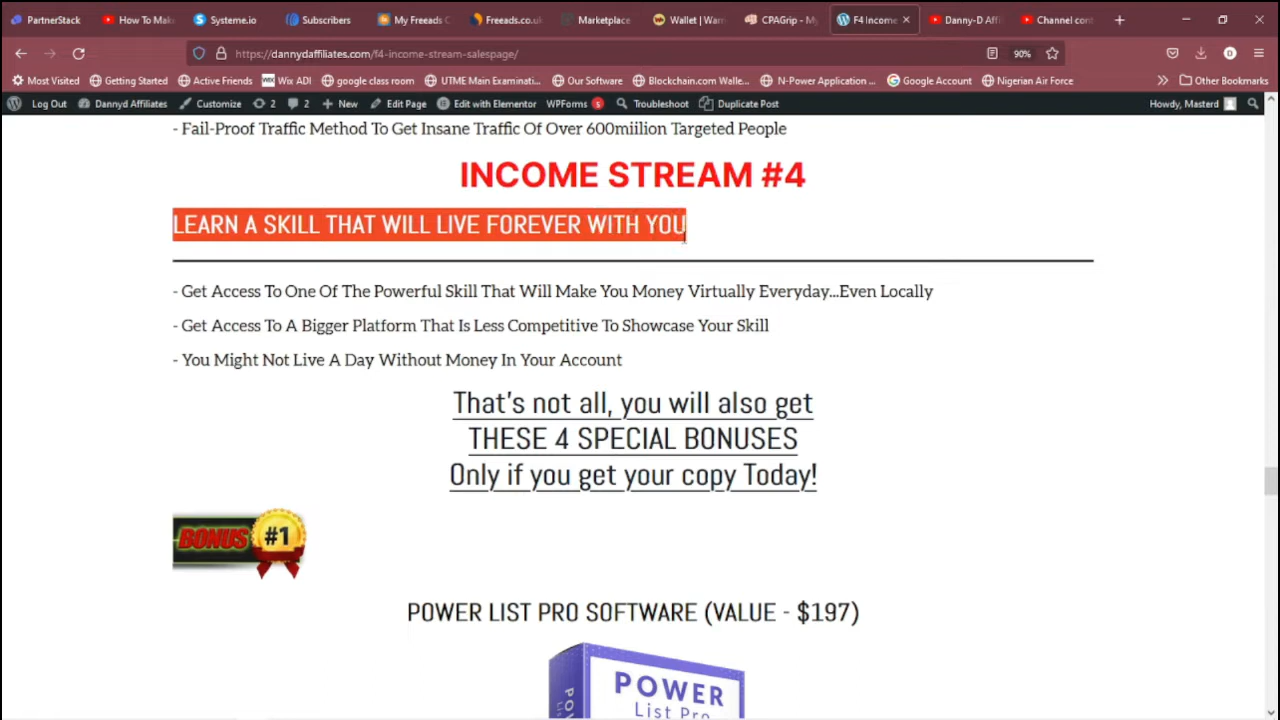 PartnerStack
How To Mak
Systeme.io
Subscribers
My Freeads C
Freeads.co.uk
Marketplace
Wallet | War
CPAGrip - My
F4 Income
Danny-D Affi
Channel cont
https://dannydaffiliates.com/f4-income-stream-salespage/
90%
D
Most Visited
Getting Started
Active Friends
WiX Wix ADI
google class room
UTME Main Examinati...
Our Software
Blockchain.com Walle...
N-Power Application ...
Google Account
Nigerian Air Force
Other Bookmarks
Log Out
Dannyd Affiliates
Customize
2
2
New
Edit Page
Edit with Elementor
WPForms 5
Troubleshoot
Duplicate Post
Howdy, Masterd
- Fail-Proof Traffic Method To Get Insane Traffic Of Over 600miilion Targeted People
INCOME STREAM #4
LEARN A SKILL THAT WILL LIVE FOREVER WITH YOU
- Get Access To One Of The Powerful Skill That Will Make You Money Virtually Everyday...Even Locally
- Get Access To A Bigger Platform That Is Less Competitive To Showcase Your Skill
- You Might Not Live A Day Without Money In Your Account
That's not all, you will also get
THESE 4 SPECIAL BONUSES
Only if you get your copy Today!
BONUS #1
POWER LIST PRO SOFTWARE (VALUE - $197)
POWER
List Pro
POW